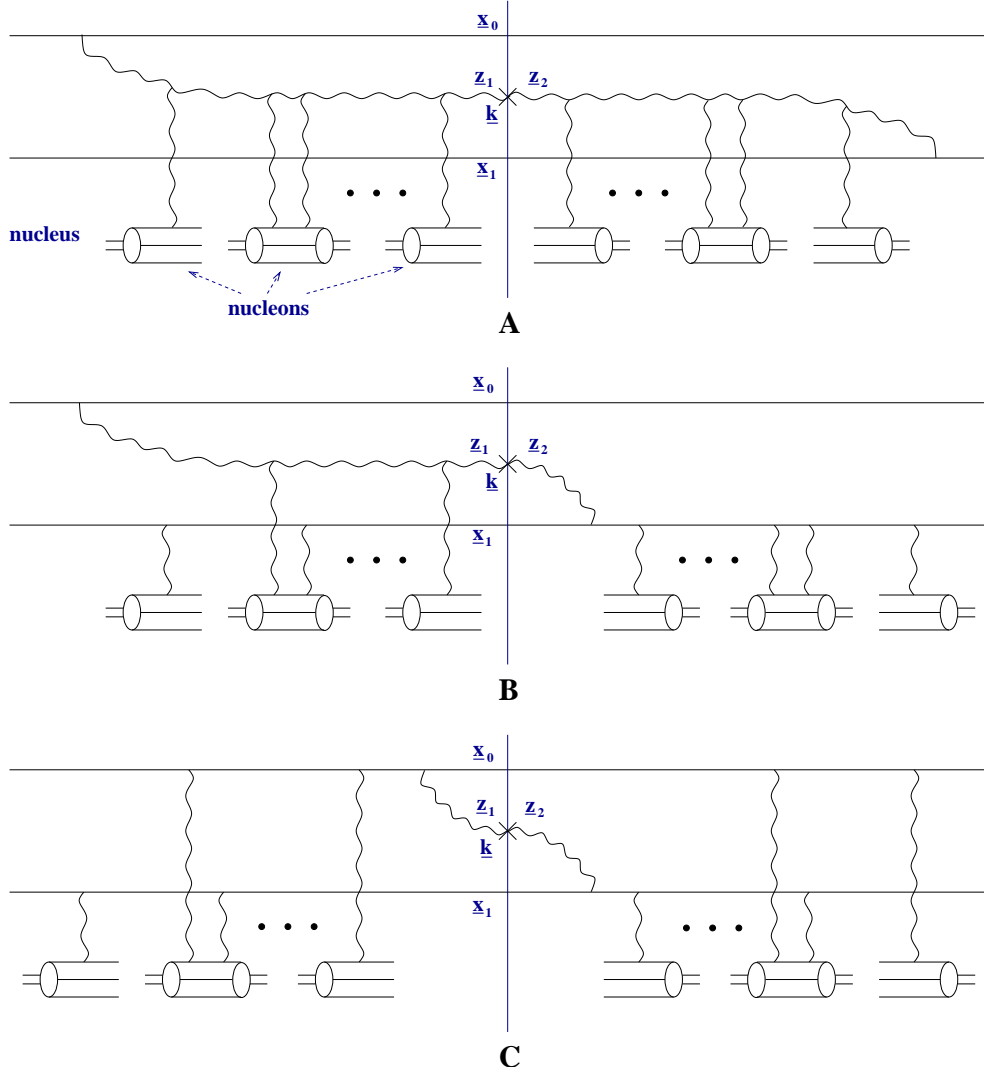 x₀
z₁ z₂
k
x₁
nucleus
nucleons
A
x₀
z₁ z₂
k
x₁
B
x₀
z₁ z₂
k
x₁
C